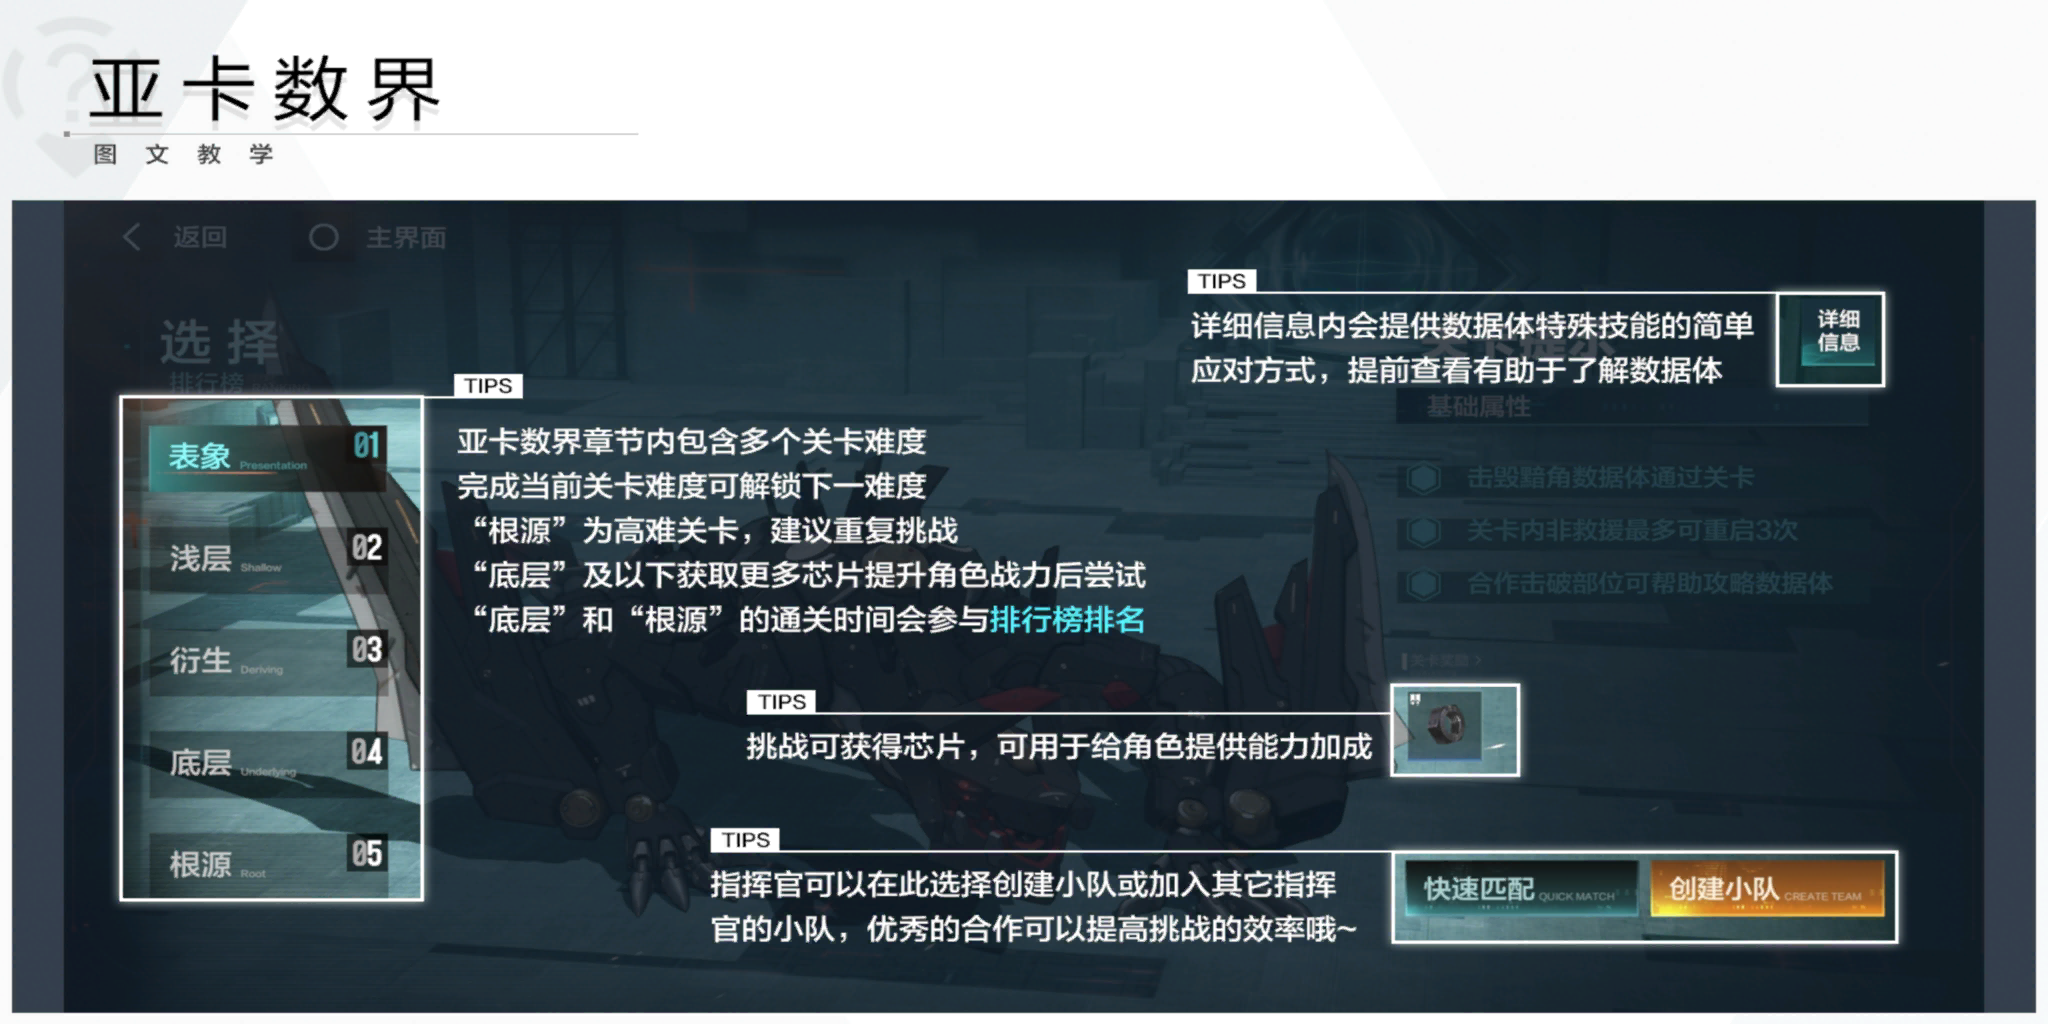 亚卡数界
图文教学
返回
主界面
选择
排行榜
TIPS
详细信息内会提供数据体特殊技能的简单
应对方式，提前查看有助于了解数据体
详细
信息
关卡提示
基础属性
击毁黯角数据体通过关卡
关卡内非救援最多可重启3次
合作击破部位可帮助攻略数据体
关卡奖励 >
表象 Presentation 01
浅层 Shallow 02
衍生 Deriving 03
底层 Underlying 04
根源 Root 05
TIPS
亚卡数界章节内包含多个关卡难度
完成当前关卡难度可解锁下一难度
“根源”为高难关卡，建议重复挑战
“底层”及以下获取更多芯片提升角色战力后尝试
“底层”和“根源”的通关时间会参与排行榜排名
TIPS
挑战可获得芯片，可用于给角色提供能力加成
TIPS
指挥官可以在此选择创建小队或加入其它指挥
官的小队，优秀的合作可以提高挑战的效率哦~
快速匹配 QUICK MATCH
创建小队 CREATE TEAM